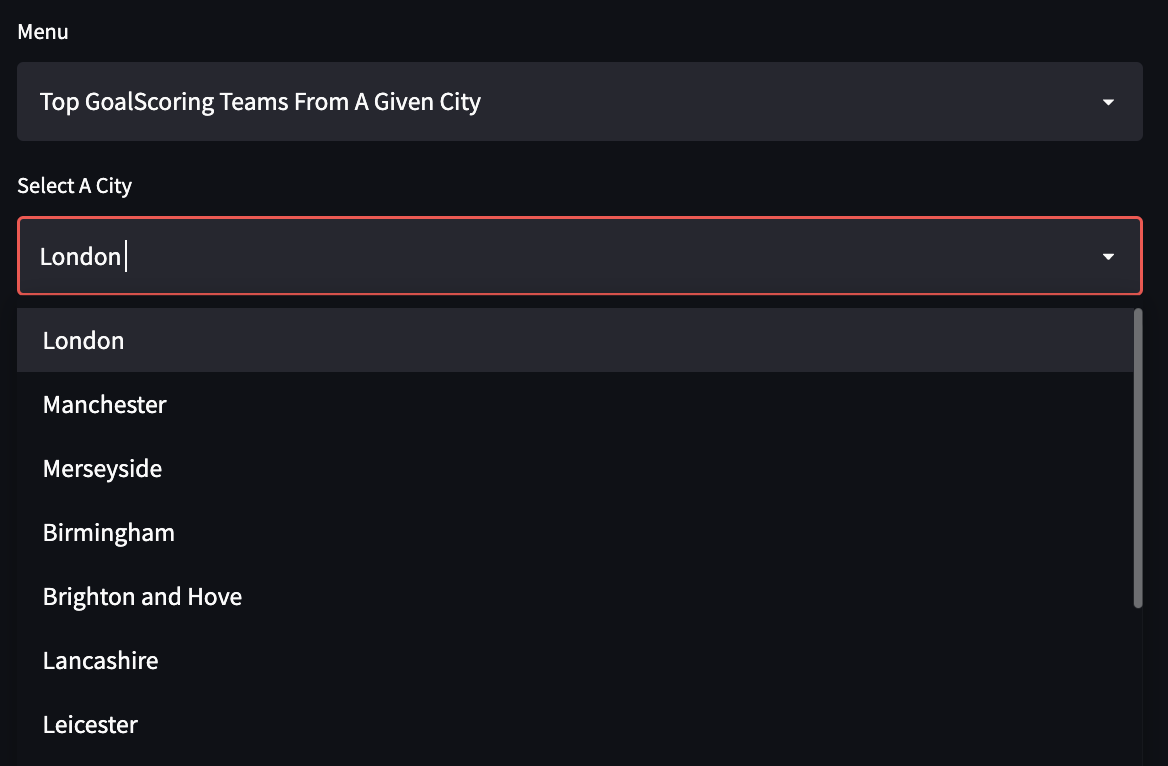 Menu
Top GoalScoring Teams From A Given City
Select A City
London
London
Manchester
Merseyside
Birmingham
Brighton and Hove
Lancashire
Leicester